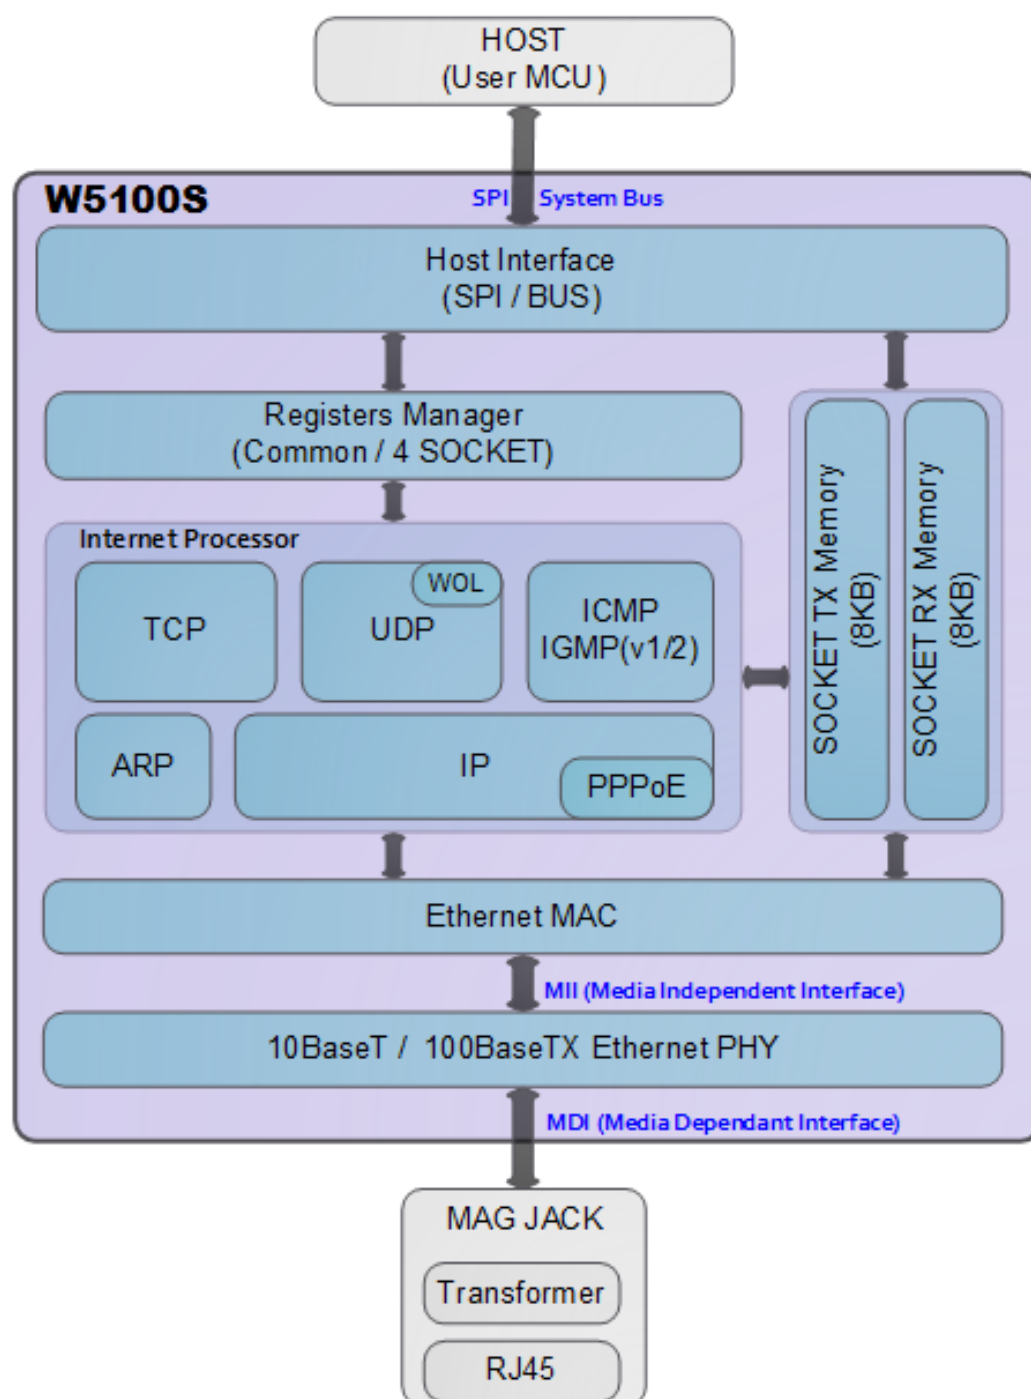 HOST
(User MCU)
W5100S
SPI System Bus
Host Interface
(SPI / BUS)
Registers Manager
(Common / 4 SOCKET)
Internet Processor
TCP
UDP
WOL
ICMP
IGMP(v1/2)
ARP
IP
PPPoE
SOCKET TX Memory
(8KB)
SOCKET RX Memory
(8KB)
Ethernet MAC
MII (Media Independent Interface)
10BaseT / 100BaseTX Ethernet PHY
MDI (Media Dependant Interface)
MAG JACK
Transformer
RJ45